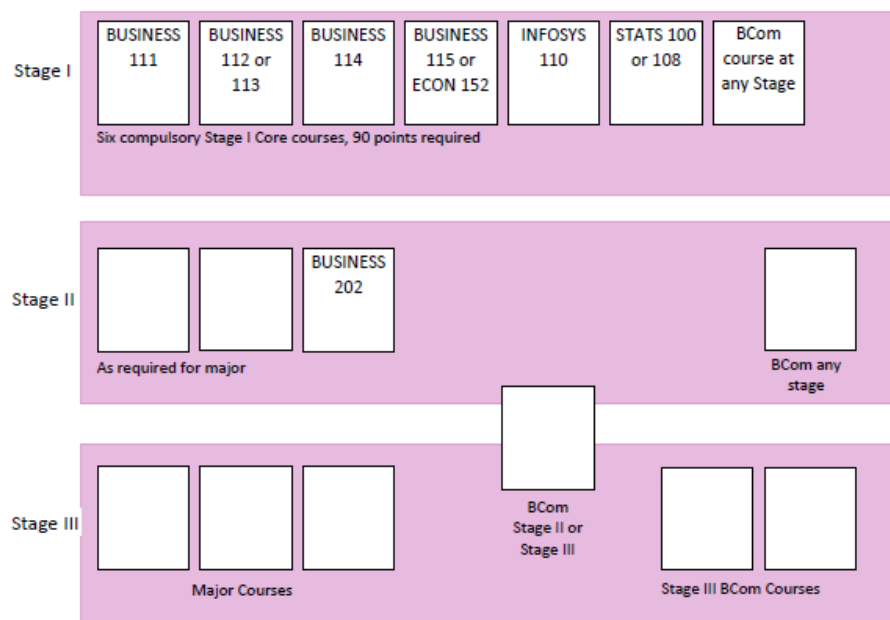 Stage I
BUSINESS
111
BUSINESS
112 or
113
BUSINESS
114
BUSINESS
115 or
ECON 152
INFOSYS
110
STATS 100
or 108
BCom
course at
any Stage
Six compulsory Stage I Core courses, 90 points required
Stage II
BUSINESS
202
As required for major
BCom any
stage
Stage III
BCom
Stage II or
Stage III
Major Courses
Stage III BCom Courses